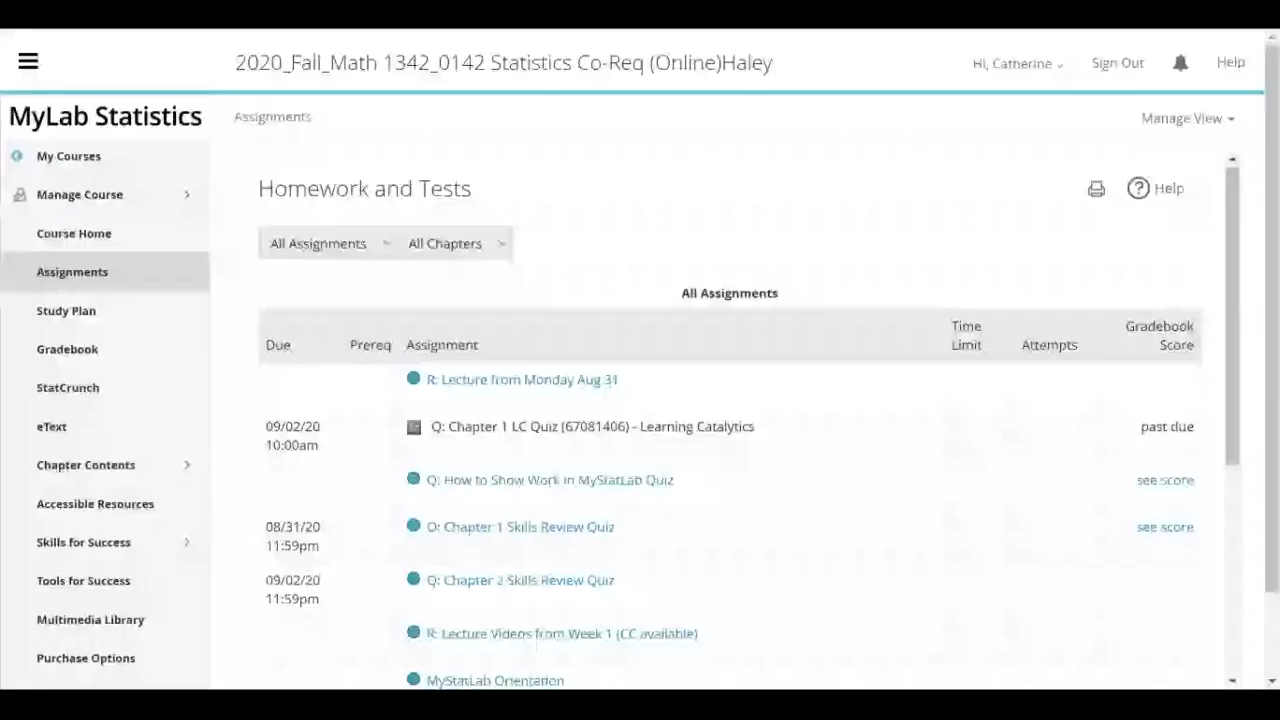 2020_Fall_Math 1342_0142 Statistics Co-Req (Online)Haley
Hi, Catherine
Sign Out
Help
MyLab Statistics
Assignments
Manage View
My Courses
Manage Course
Course Home
Assignments
Study Plan
Gradebook
StatCrunch
eText
Chapter Contents
Accessible Resources
Skills for Success
Tools for Success
Multimedia Library
Purchase Options
Homework and Tests
Help
All Assignments
All Chapters
All Assignments
Due
Prereq
Assignment
Time
Limit
Attempts
Gradebook
Score
R: Lecture from Monday Aug 31
09/02/20
10:00am
Q: Chapter 1 LC Quiz (67081406) - Learning Catalytics
past due
Q: How to Show Work in MyStatLab Quiz
see score
08/31/20
11:59pm
Q: Chapter 1 Skills Review Quiz
see score
09/02/20
11:59pm
Q: Chapter 2 Skills Review Quiz
R: Lecture Videos from Week 1 (CC available)
MyStatLab Orientation